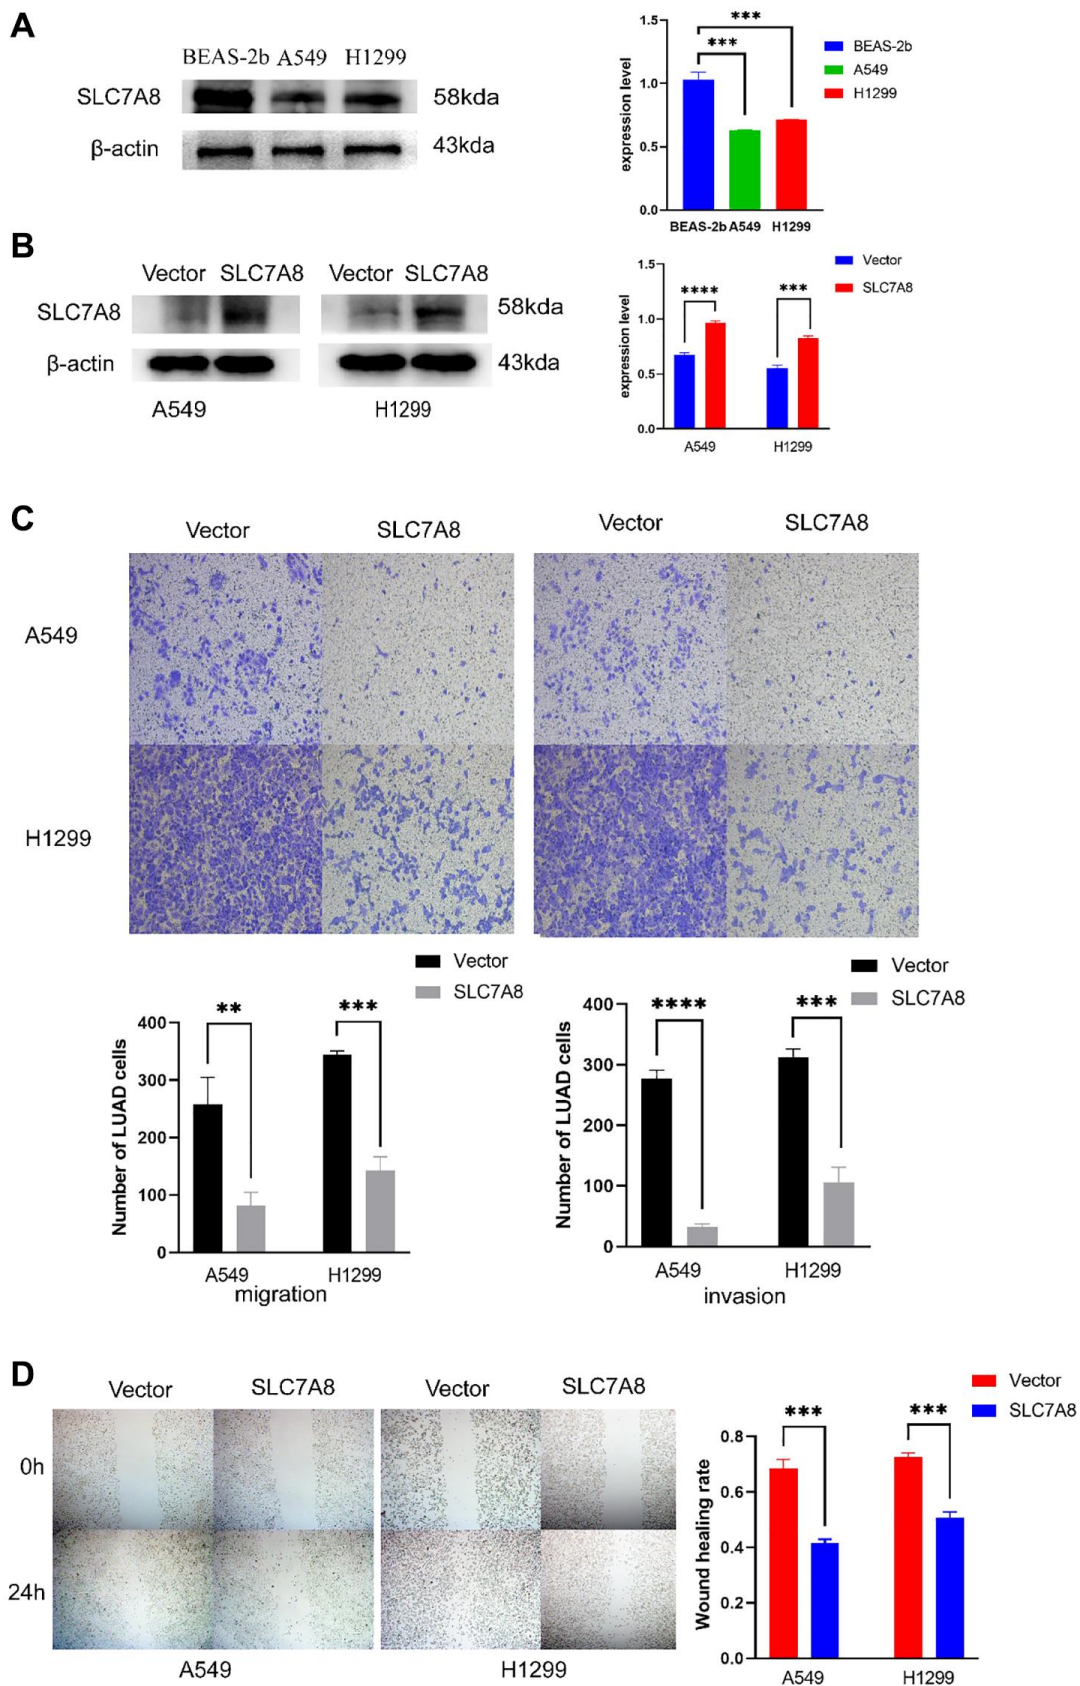 A
BEAS-2b A549 H1299
SLC7A8
58kda
β-actin
43kda
expression level
1.5
1.0
0.5
0.0
***
***
BEAS-2b A549 H1299
BEAS-2b
A549
H1299
B
Vector SLC7A8
Vector SLC7A8
SLC7A8
58kda
β-actin
43kda
A549
H1299
expression level
1.5
1.0
0.5
0.0
****
***
A549
H1299
Vector
SLC7A8
C
Vector
SLC7A8
Vector
SLC7A8
A549
H1299
Vector
SLC7A8
Number of LUAD cells
400
300
200
100
0
**
***
A549
H1299
migration
Vector
SLC7A8
Number of LUAD cells
400
300
200
100
0
****
***
A549
H1299
invasion
D
Vector
SLC7A8
Vector
SLC7A8
0h
24h
A549
H1299
Vector
SLC7A8
Wound healing rate
0.8
0.6
0.4
0.2
0.0
***
***
A549
H1299